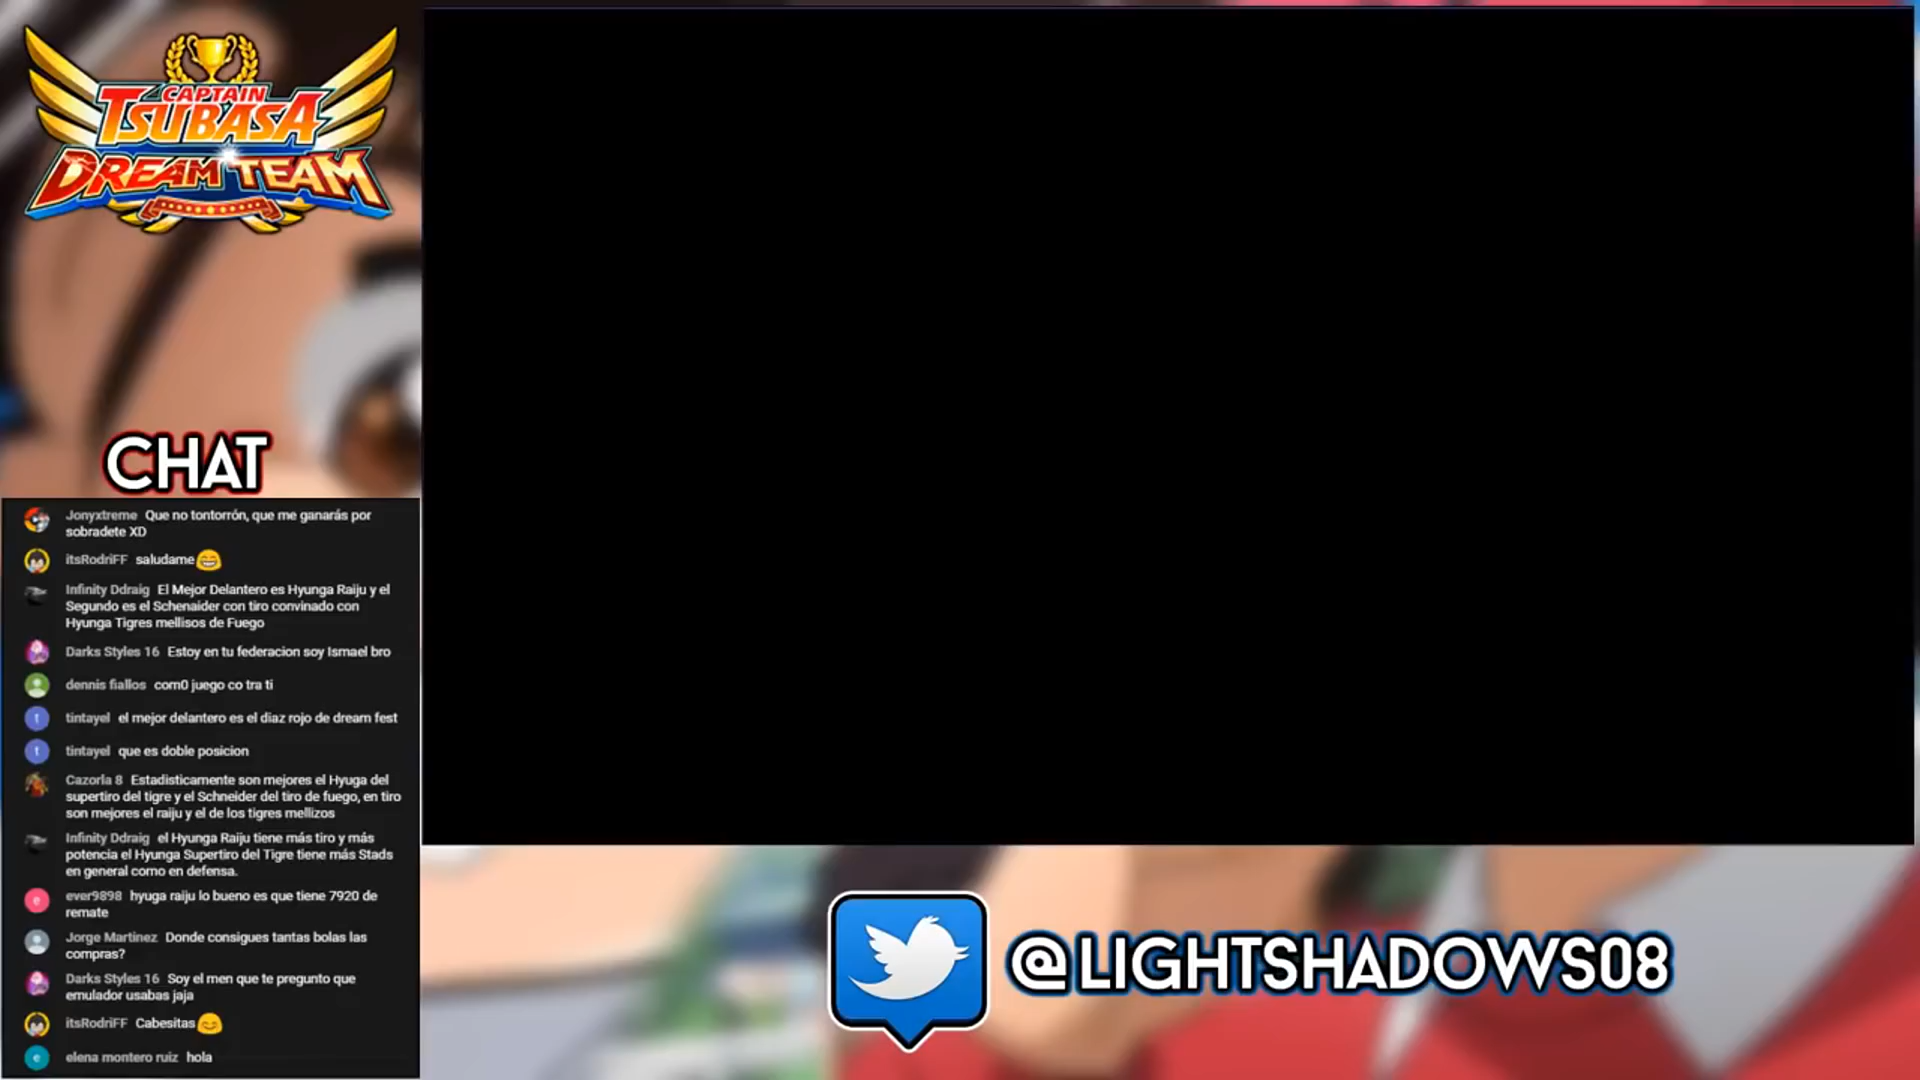 CAPTAIN
TSUBASA
DREAM TEAM
CHAT
Jonyxtreme Que no tontorrón, que me ganarás por
sobradete XD
itsRodriFF saludame
Infinity Ddraig El Mejor Delantero es Hyunga Raiju y el
Segundo es el Schenaider con tiro convinado con
Hyunga Tigres mellisos de Fuego
Darks Styles 16 Estoy en tu federacion soy Ismael bro
dennis fiallos com0 juego co tra ti
t tintayel el mejor delantero es el diaz rojo de dream fest
t tintayel que es doble posicion
Cazorla 8 Estadisticamente son mejores el Hyuga del
supertiro del tigre y el Schneider del tiro de fuego, en tiro
son mejores el raiju y el de los tigres mellizos
Infinity Ddraig el Hyunga Raiju tiene más tiro y más
potencia el Hyunga Supertiro del Tigre tiene más Stads
en general como en defensa.
e ever9898 hyuga raiju lo bueno es que tiene 7920 de
remate
Jorge Martinez Donde consigues tantas bolas las
compras?
Darks Styles 16 Soy el men que te pregunto que
emulador usabas jaja
itsRodriFF Cabesitas
e elena montero ruiz hola
@LIGHTSHADOWS08